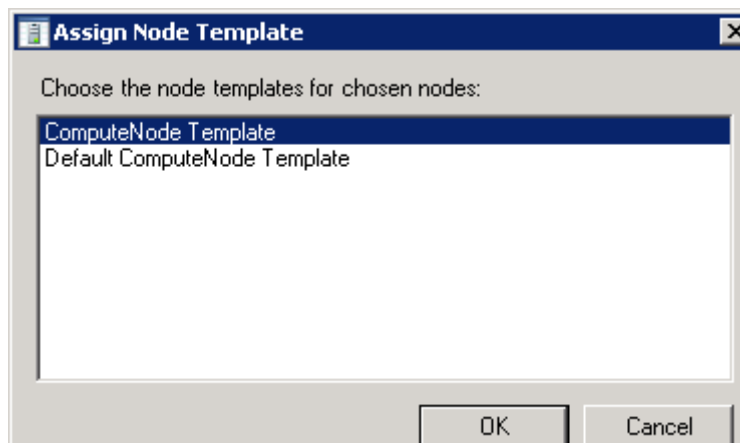 Assign Node Template
Choose the node templates for chosen nodes:
ComputeNode Template
Default ComputeNode Template
OK
Cancel